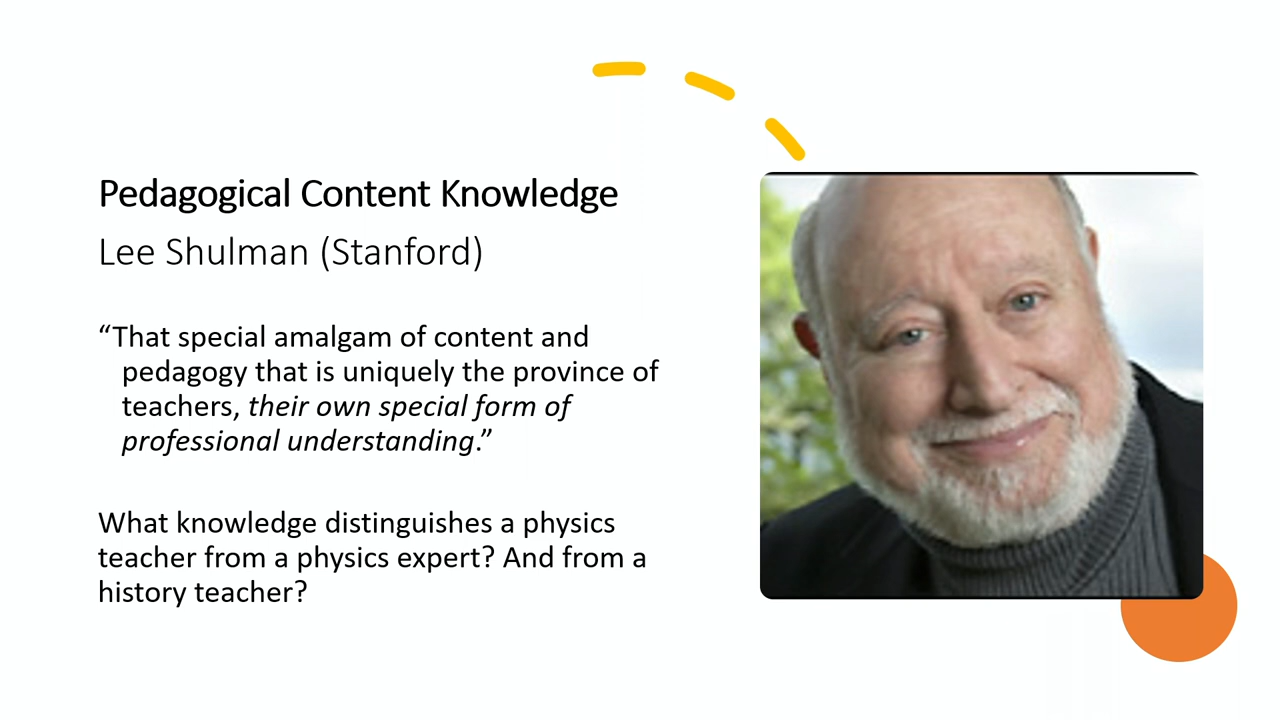 Pedagogical Content Knowledge
Lee Shulman (Stanford)
“That special amalgam of content and
pedagogy that is uniquely the province of
teachers, their own special form of
professional understanding.”
What knowledge distinguishes a physics
teacher from a physics expert? And from a
history teacher?